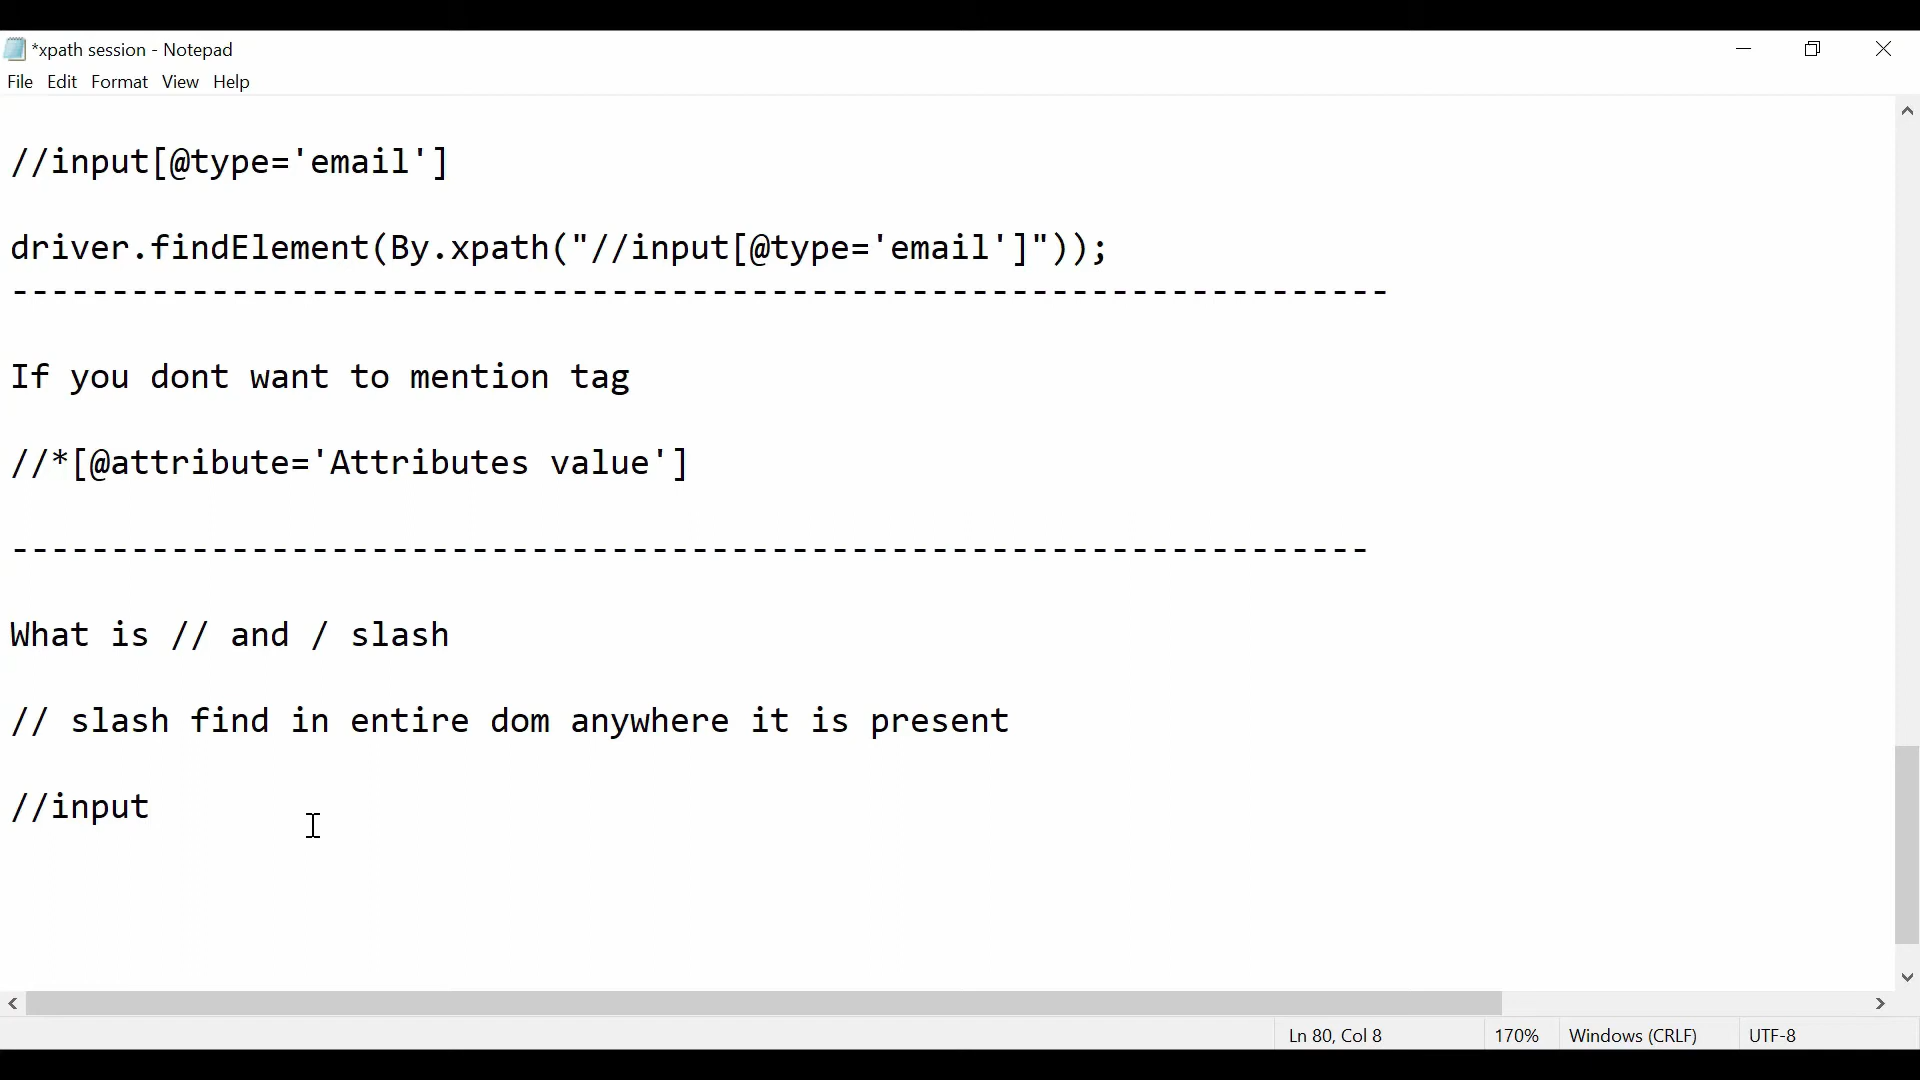 *xpath session - Notepad
File Edit Format View Help
//input[@type='email']
driver.findElement(By.xpath("//input[@type='email']"));
---------------------------------------------------------------------
If you dont want to mention tag
//*[@attribute='Attributes value']
--------------------------------------------------------------------
What is // and / slash
// slash find in entire dom anywhere it is present
//input
Ln 80, Col 8 170% Windows (CRLF) UTF-8